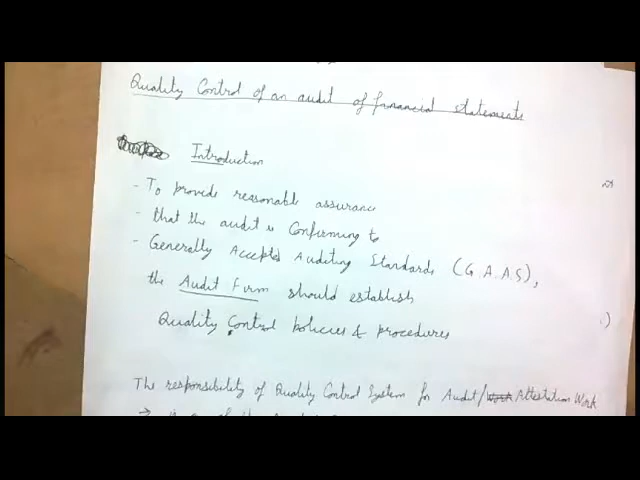 Quality Control of an audit of financial statements
Introduction
- To provide reasonable assurance
- that the audit is Confirming to
- Generally Accepted Auditing Standards (G.A.A.S),
the Audit Firm should establish
Quality Control policies & procedures
The responsibility of Quality Control System for Audit/Attestation Work